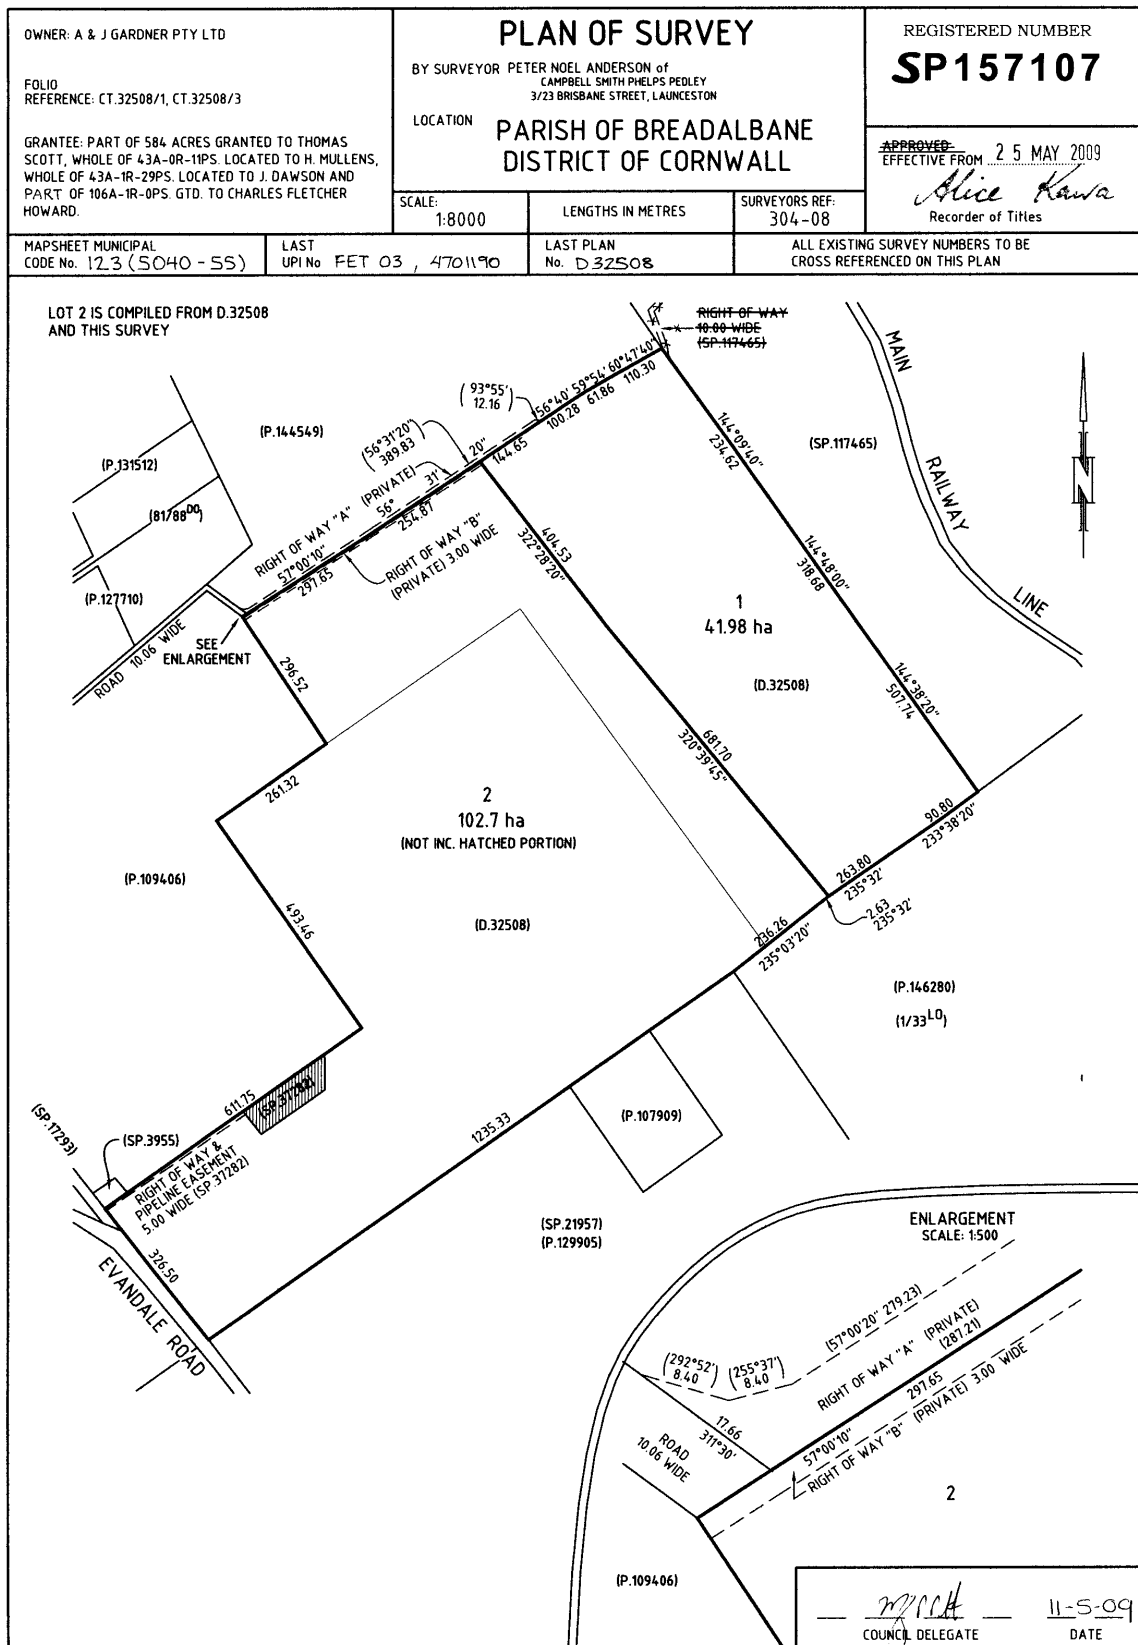 OWNER: A & J GARDNER PTY LTD
FOLIO
REFERENCE: CT.32508/1, CT.32508/3
GRANTEE: PART OF 584 ACRES GRANTED TO THOMAS
SCOTT, WHOLE OF 43A-0R-11PS. LOCATED TO H. MULLENS,
WHOLE OF 43A-1R-29PS. LOCATED TO J. DAWSON AND
PART OF 106A-1R-0PS. GTD. TO CHARLES FLETCHER
HOWARD.
PLAN OF SURVEY
BY SURVEYOR PETER NOEL ANDERSON of
CAMPBELL SMITH PHELPS PEDLEY
3/23 BRISBANE STREET, LAUNCESTON
LOCATION
PARISH OF BREADALBANE
DISTRICT OF CORNWALL
SCALE: 1:8000
LENGTHS IN METRES
SURVEYORS REF: 304-08
REGISTERED NUMBER
SP157107
APPROVED
EFFECTIVE FROM 25 MAY 2009
Alice Kawa
Recorder of Titles
MAPSHEET MUNICIPAL
CODE No. 123 (5040-55)
LAST
UPI No FET 03, 4701190
LAST PLAN
No. D32508
ALL EXISTING SURVEY NUMBERS TO BE
CROSS REFERENCED ON THIS PLAN
LOT 2 IS COMPILED FROM D.32508
AND THIS SURVEY
RIGHT OF WAY
10.00 WIDE
(SP.117465)
MAIN RAILWAY LINE
N
(93°55')
12.16
56°40' 59°54' 60°47'40"
100.28 61.86 110.30
(P.144549)
(56°31'20")
389.83
20"
144.65
144°09'40"
234.62
(SP.117465)
(P.131512)
(81/88DO)
RIGHT OF WAY "A" (PRIVATE)
56° 31'
57°00'10"
254.87
297.65
RIGHT OF WAY "B"
(PRIVATE) 3.00 WIDE
404.53
322°28'20"
144°48'00"
318.68
(P.127710)
ROAD 10.06 WIDE
SEE
ENLARGEMENT
1
41.98 ha
(D.32508)
296.52
144°38'20"
507.74
681.70
320°39'45"
261.32
2
102.7 ha
(NOT INC. HATCHED PORTION)
90.80
233°38'20"
263.80
235°32'
2.63
235°32'
(P.109406)
493.46
(D.32508)
236.26
235°03'20"
(P.146280)
(1/33LO)
(SP.37282)
611.75
(SP.17293)
(SP.3955)
RIGHT OF WAY &
PIPELINE EASEMENT
5.00 WIDE (SP.37282)
1235.33
(P.107909)
326.50
EVANDALE ROAD
(SP.21957)
(P.129905)
ENLARGEMENT
SCALE: 1:500
(57°00'20" 279.23)
(292°52')
8.40
(255°37')
8.40
RIGHT OF WAY "A" (PRIVATE)
(287.21)
297.65
57°00'10"
RIGHT OF WAY "B" (PRIVATE) 3.00 WIDE
17.66
311°30'
ROAD
10.06 WIDE
2
(P.109406)
11-5-09
COUNCIL DELEGATE
DATE